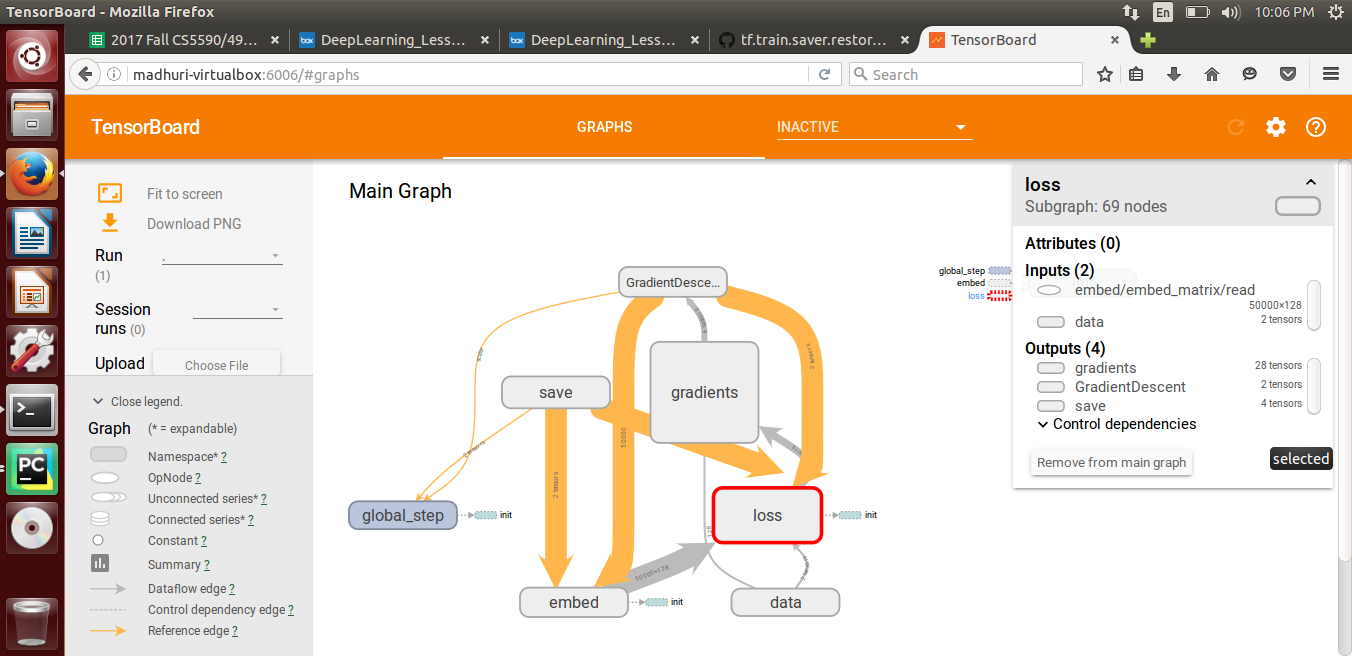 TensorBoard - Mozilla Firefox
En
10:06 PM
2017 Fall CS5590/49...
DeepLearning_Less...
DeepLearning_Less...
tf.train.saver.restor...
TensorBoard
madhuri-virtualbox:6006/#graphs
Search
TensorBoard
GRAPHS
INACTIVE
Fit to screen
Download PNG
Run
(1)
.
Session
runs (0)
Upload
Choose File
Close legend.
Graph
(* = expandable)
Namespace* ?
OpNode ?
Unconnected series* ?
Connected series* ?
Constant ?
Summary ?
Dataflow edge ?
Control dependency edge ?
Reference edge ?
Main Graph
GradientDesce...
save
gradients
global_step
init
loss
init
embed
init
data
2 tensors
2 tensors
50000
50000×128
128
global_step
embed
loss
loss
Subgraph: 69 nodes
Attributes (0)
Inputs (2)
embed/embed_matrix/read
50000×128
data
2 tensors
Outputs (4)
gradients
28 tensors
GradientDescent
2 tensors
save
4 tensors
Control dependencies
Remove from main graph
selected
PC